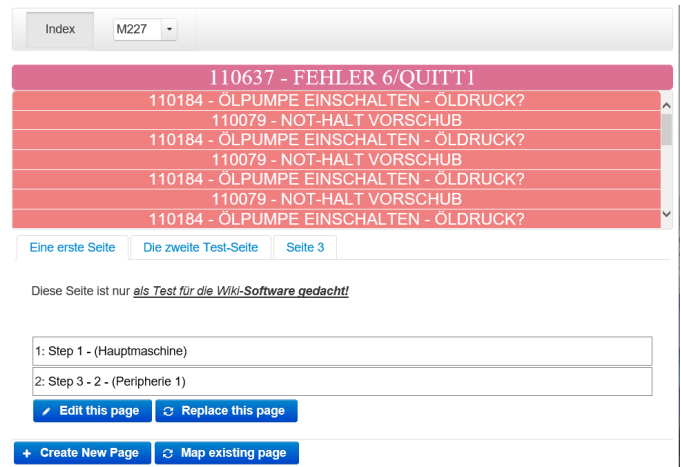 Index M227
110637 - FEHLER 6/QUITT1
110184 - ÖLPUMPE EINSCHALTEN - ÖLDRUCK?
110079 - NOT-HALT VORSCHUB
110184 - ÖLPUMPE EINSCHALTEN - ÖLDRUCK?
110079 - NOT-HALT VORSCHUB
110184 - ÖLPUMPE EINSCHALTEN - ÖLDRUCK?
110079 - NOT-HALT VORSCHUB
110184 - ÖLPUMPE EINSCHALTEN - ÖLDRUCK?
Eine erste Seite Die zweite Test-Seite Seite 3
Diese Seite ist nur als Test für die Wiki-Software gedacht!
1: Step 1 - (Hauptmaschine)
2: Step 3 - 2 - (Peripherie 1)
Edit this page Replace this page
Create New Page Map existing page